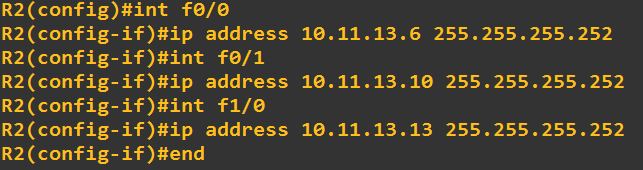 R2(config)#int f0/0
R2(config-if)#ip address 10.11.13.6 255.255.255.252
R2(config-if)#int f0/1
R2(config-if)#ip address 10.11.13.10 255.255.255.252
R2(config-if)#int f1/0
R2(config-if)#ip address 10.11.13.13 255.255.255.252
R2(config-if)#end